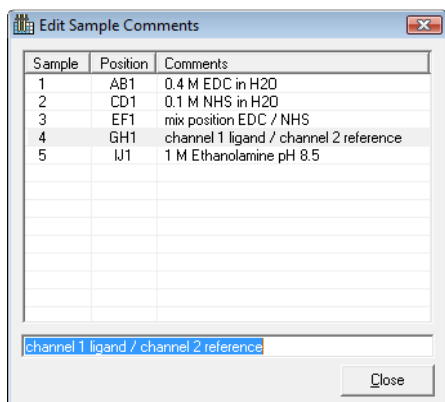 Edit Sample Comments
Sample Position Comments
1 AB1 0.4 M EDC in H2O
2 CD1 0.1 M NHS in H2O
3 EF1 mix position EDC / NHS
4 GH1 channel 1 ligand / channel 2 reference
5 IJ1 1 M Ethanolamine pH 8.5
channel 1 ligand / channel 2 reference
Close